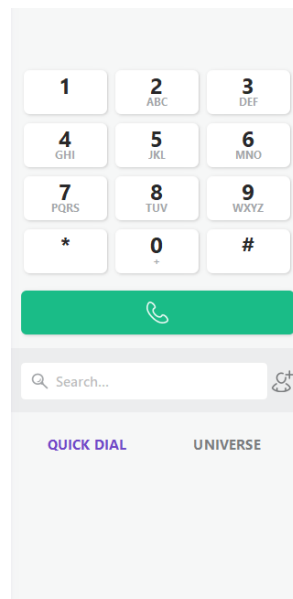 1 2 3
ABC DEF
4 5 6
GHI JKL MNO
7 8 9
PQRS TUV WXYZ
* 0 #
+
Search...
QUICK DIAL UNIVERSE